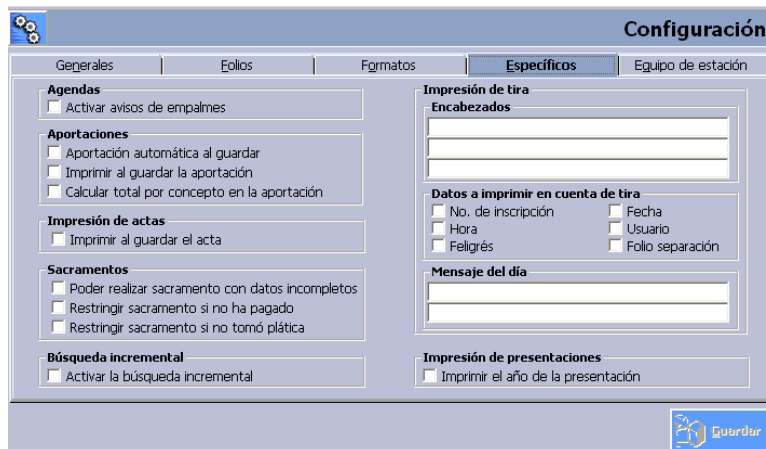 Configuración
Generales
Folios
Formatos
Específicos
Equipo de estación
Agendas
Activar avisos de empalmes
Aportaciones
Aportación automática al guardar
Imprimir al guardar la aportación
Calcular total por concepto en la aportación
Impresión de actas
Imprimir al guardar el acta
Sacramentos
Poder realizar sacramento con datos incompletos
Restringir sacramento si no ha pagado
Restringir sacramento si no tomó plática
Búsqueda incremental
Activar la búsqueda incremental
Impresión de tira
Encabezados
Datos a imprimir en cuenta de tira
No. de inscripción
Fecha
Hora
Usuario
Feligrés
Folio separación
Mensaje del día
Impresión de presentaciones
Imprimir el año de la presentación
Guardar